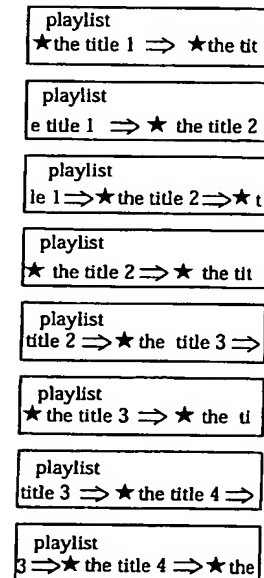 playlist
★the title 1 ⇒ ★the tit
playlist
e title 1 ⇒★ the title 2
playlist
le 1⇒★the title 2⇒★ t
playlist
★ the title 2⇒★ the tit
playlist
title 2 ⇒★ the title 3 ⇒
playlist
★ the title 3 ⇒ ★ the ti
playlist
title 3 ⇒ ★ the title 4 ⇒
playlist
3⇒★ the title 4 ⇒★ the